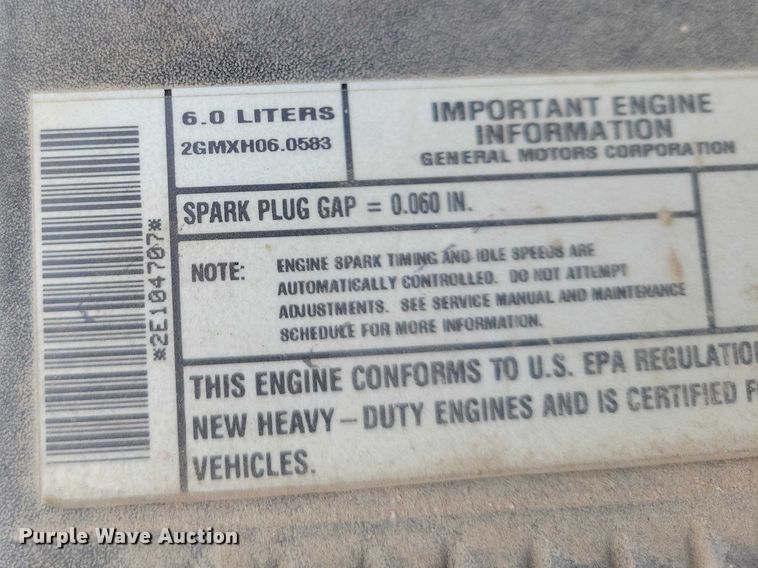 6.0 LITERS
2GMXH06.0583
IMPORTANT ENGINE
INFORMATION
GENERAL MOTORS CORPORATION
SPARK PLUG GAP = 0.060 IN.
NOTE:
ENGINE SPARK TIMING AND IDLE SPEEDS ARE
AUTOMATICALLY CONTROLLED. DO NOT ATTEMPT
ADJUSTMENTS. SEE SERVICE MANUAL AND MAINTENANCE
SCHEDULE FOR MORE INFORMATION.
THIS ENGINE CONFORMS TO U.S. EPA REGULATIO
NEW HEAVY-DUTY ENGINES AND IS CERTIFIED F
VEHICLES.
*2E104707*
Purple Wave Auction